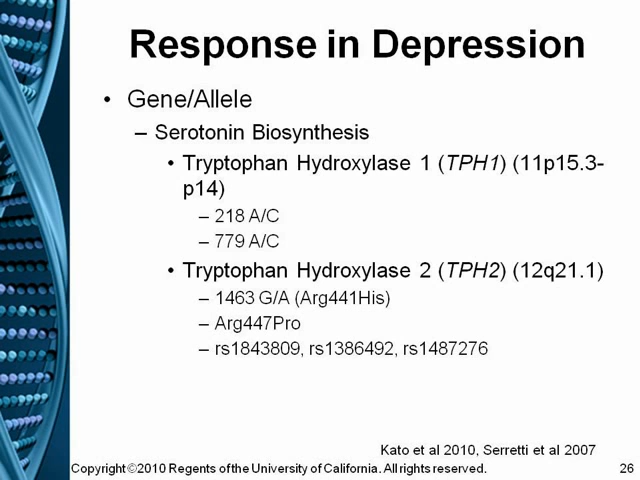 Response in Depression
• Gene/Allele
– Serotonin Biosynthesis
• Tryptophan Hydroxylase 1 (TPH1) (11p15.3-
p14)
– 218 A/C
– 779 A/C
• Tryptophan Hydroxylase 2 (TPH2) (12q21.1)
– 1463 G/A (Arg441His)
– Arg447Pro
– rs1843809, rs1386492, rs1487276
Kato et al 2010, Serretti et al 2007
Copyright ©2010 Regents of the University of California. All rights reserved. 26